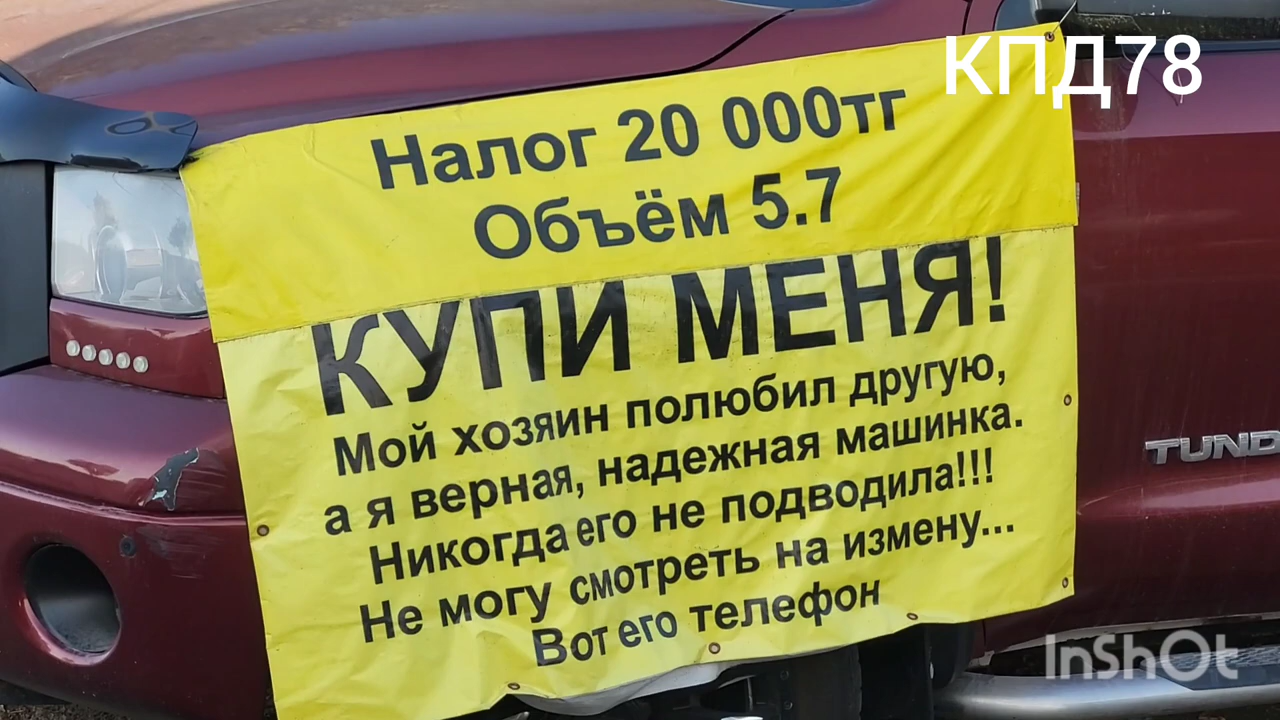 КПД78
Налог 20 000тг
Объём 5.7
КУПИ МЕНЯ!
Мой хозяин полюбил другую,
а я верная, надежная машинка.
Никогда его не подводила!!!
Не могу смотреть на измену...
Вот его телефон
TUND
InShOt